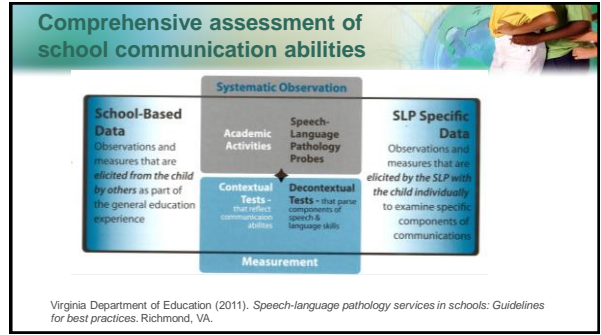 Comprehensive assessment of
school communication abilities
Systematic Observation
School-Based
Data
Observations and
measures that are
elicited from the child
by others as part of
the general education
experience
Academic
Activities
Speech-
Language
Pathology
Probes
Contextual
Tests -
that reflect
communicaion
abilites
Decontextual
Tests - that parse
components of
speech &
language skills
SLP Specific
Data
Observations and
measures that are
elicited by the SLP with
the child individually
to examine specific
components of
communications
Measurement
Virginia Department of Education (2011). Speech-language pathology services in schools: Guidelines
for best practices. Richmond, VA.